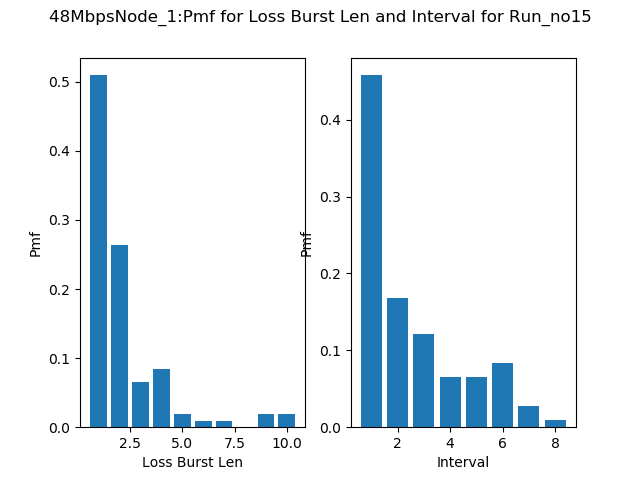 48MbpsNode_1:Pmf for Loss Burst Len and Interval for Run_no15
0.5
0.4
0.3
0.2
0.1
0.0
Pmf
2.5 5.0 7.5 10.0
Loss Burst Len
0.4
0.3
0.2
0.1
0.0
Pmf
2 4 6 8
Interval